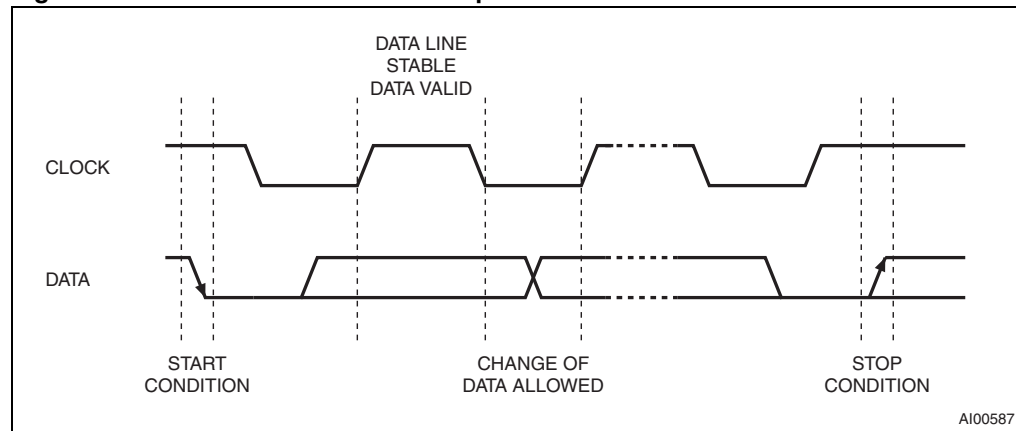 DATA LINE
STABLE
DATA VALID
CLOCK
DATA
START
CONDITION
CHANGE OF
DATA ALLOWED
STOP
CONDITION
AI00587